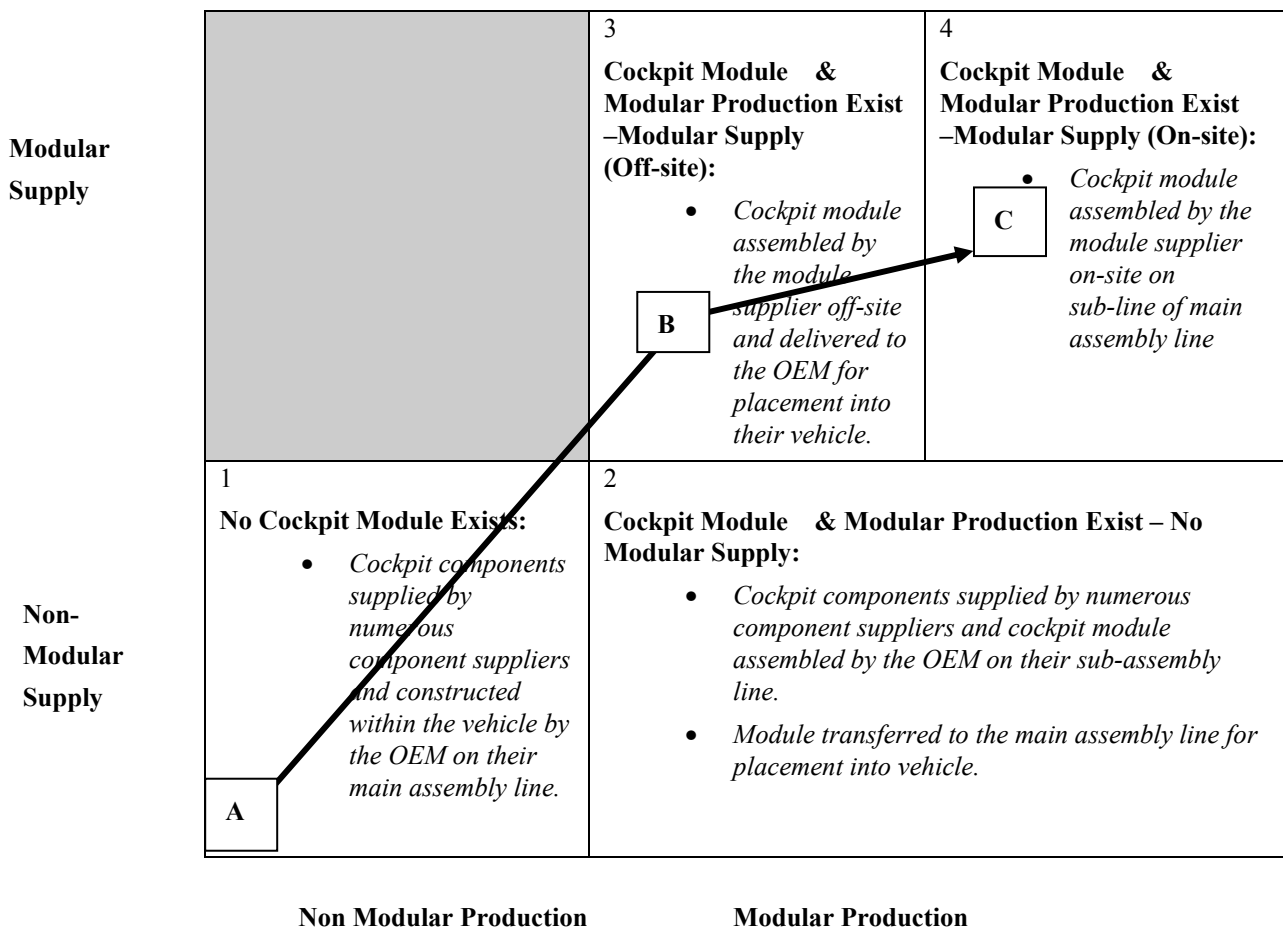 Modular
Supply
3
Cockpit Module &
Modular Production Exist
–Modular Supply
(Off-site):
• Cockpit module
assembled by
the module
supplier off-site
and delivered to
the OEM for
placement into
their vehicle.
B
4
Cockpit Module &
Modular Production Exist
–Modular Supply (On-site):
• Cockpit module
assembled by the
module supplier
on-site on
sub-line of main
assembly line
C
Non-
Modular
Supply
1
No Cockpit Module Exists:
• Cockpit components
supplied by
numerous
component suppliers
and constructed
within the vehicle by
the OEM on their
main assembly line.
A
2
Cockpit Module & Modular Production Exist – No
Modular Supply:
• Cockpit components supplied by numerous
component suppliers and cockpit module
assembled by the OEM on their sub-assembly
line.
• Module transferred to the main assembly line for
placement into vehicle.
Non Modular Production
Modular Production